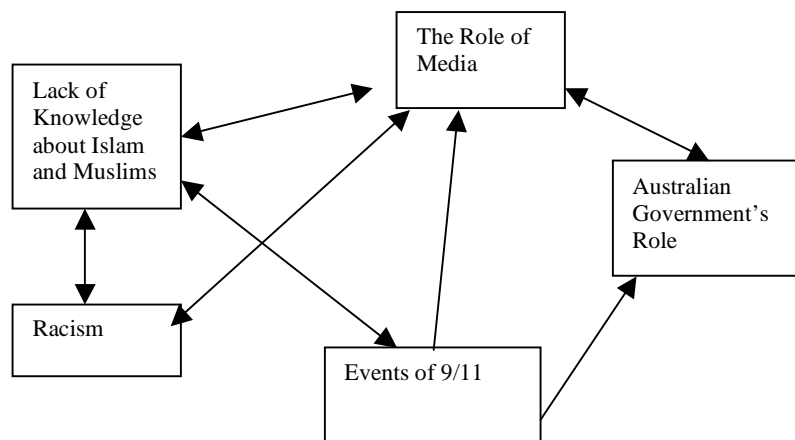 The Role of
Media
Lack of
Knowledge
about Islam
and Muslims
Australian
Government’s
Role
Racism
Events of 9/11